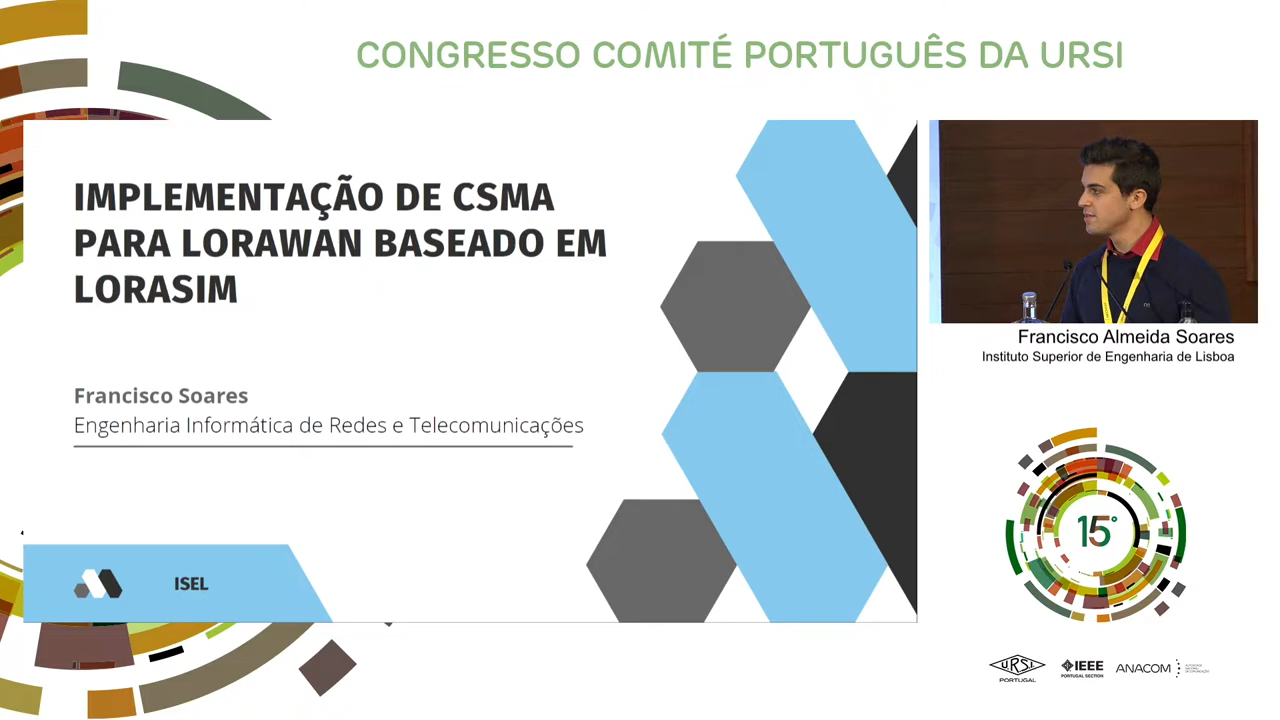 CONGRESSO COMITÉ PORTUGUÊS DA URSI
IMPLEMENTAÇÃO DE CSMA
PARA LORAWAN BASEADO EM
LORASIM
Francisco Soares
Engenharia Informática de Redes e Telecomunicações
ISEL
Francisco Almeida Soares
Instituto Superior de Engenharia de Lisboa
15°
URSI
PORTUGAL
IEEE
PORTUGAL SECTION
ANACOM